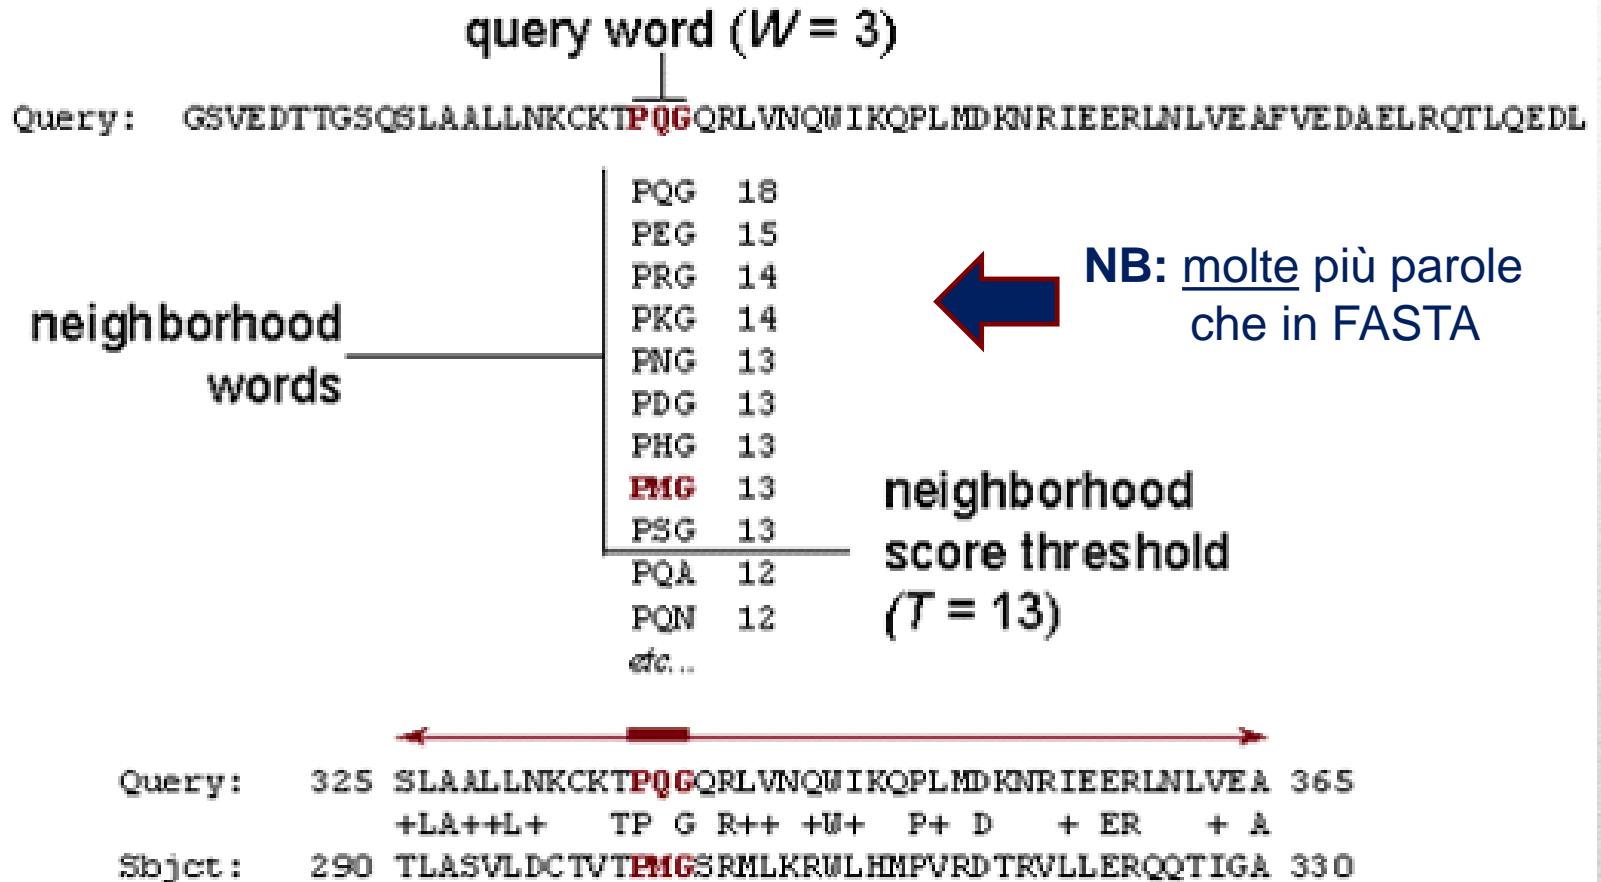 query word (W = 3)
Query: GSVEDTTGSQSLAALLNKCKTPQGQRLVNQWIKQPLMDKNRIEERLNLVEAFVEDAELRQTLQEDL
PQG 18
PEG 15
PRG 14
PKG 14
PNG 13
PDG 13
PHG 13
PMG 13
PSG 13
PQA 12
PQN 12
etc...
neighborhood
words
NB: molte più parole
che in FASTA
neighborhood
score threshold
(T = 13)
Query: 325 SLAALLNKCKTPQGQRLVNQWIKQPLMDKNRIEERLNLVEA 365
+LA++L+ TP G R++ +W+ P+ D + ER + A
Sbjct: 290 TLASVLDCTVTPMGSRMLKRWLHMPVRDTRVLLERQQTIGA 330